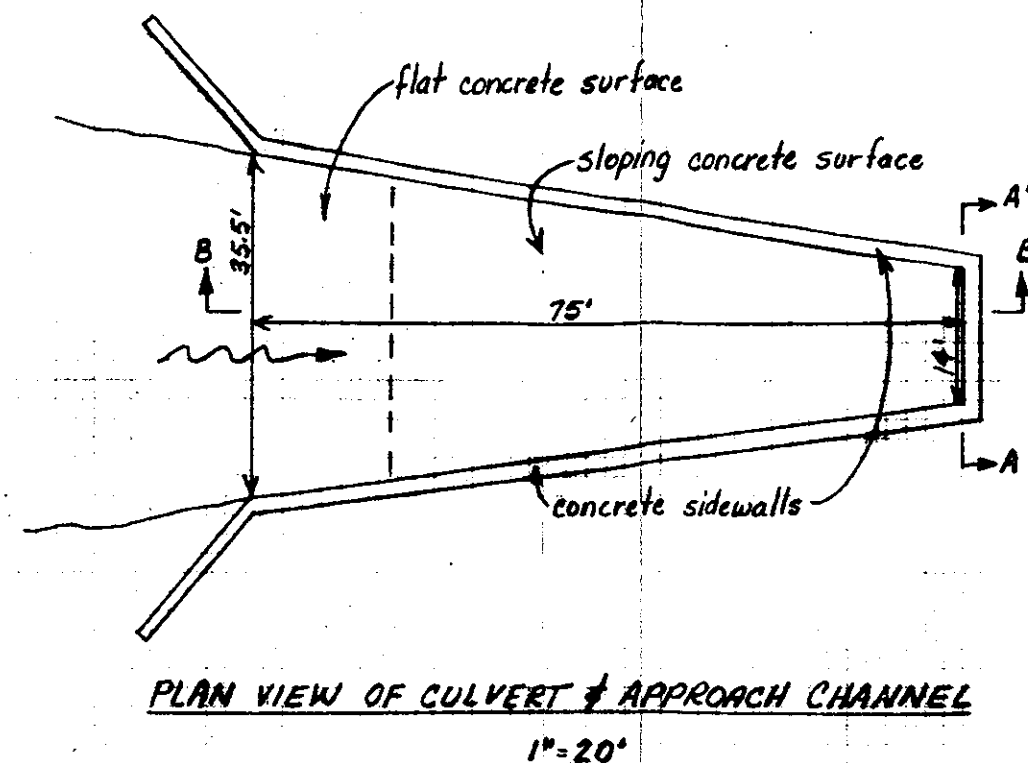 flat concrete surface
sloping concrete surface
A'
B
35.5'
B
75'
14'
A
concrete sidewalls
PLAN VIEW OF CULVERT & APPROACH CHANNEL
1"=20'